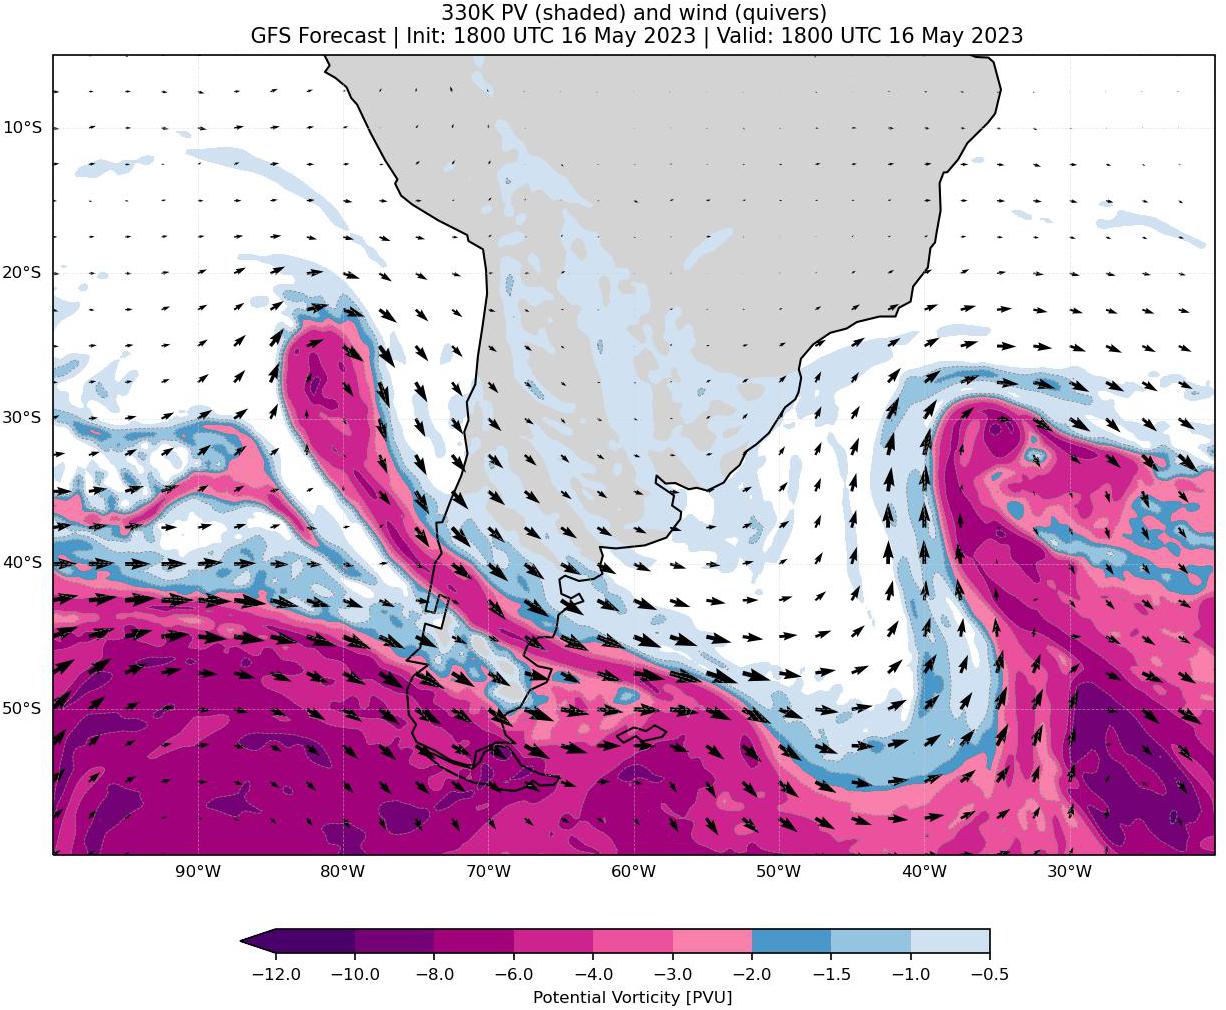 330K PV (shaded) and wind (quivers)
GFS Forecast | Init: 1800 UTC 16 May 2023 | Valid: 1800 UTC 16 May 2023
10°S
20°S
30°S
40°S
50°S
90°W 80°W 70°W 60°W 50°W 40°W 30°W
−12.0 −10.0 −8.0 −6.0 −4.0 −3.0 −2.0 −1.5 −1.0 −0.5
Potential Vorticity [PVU]